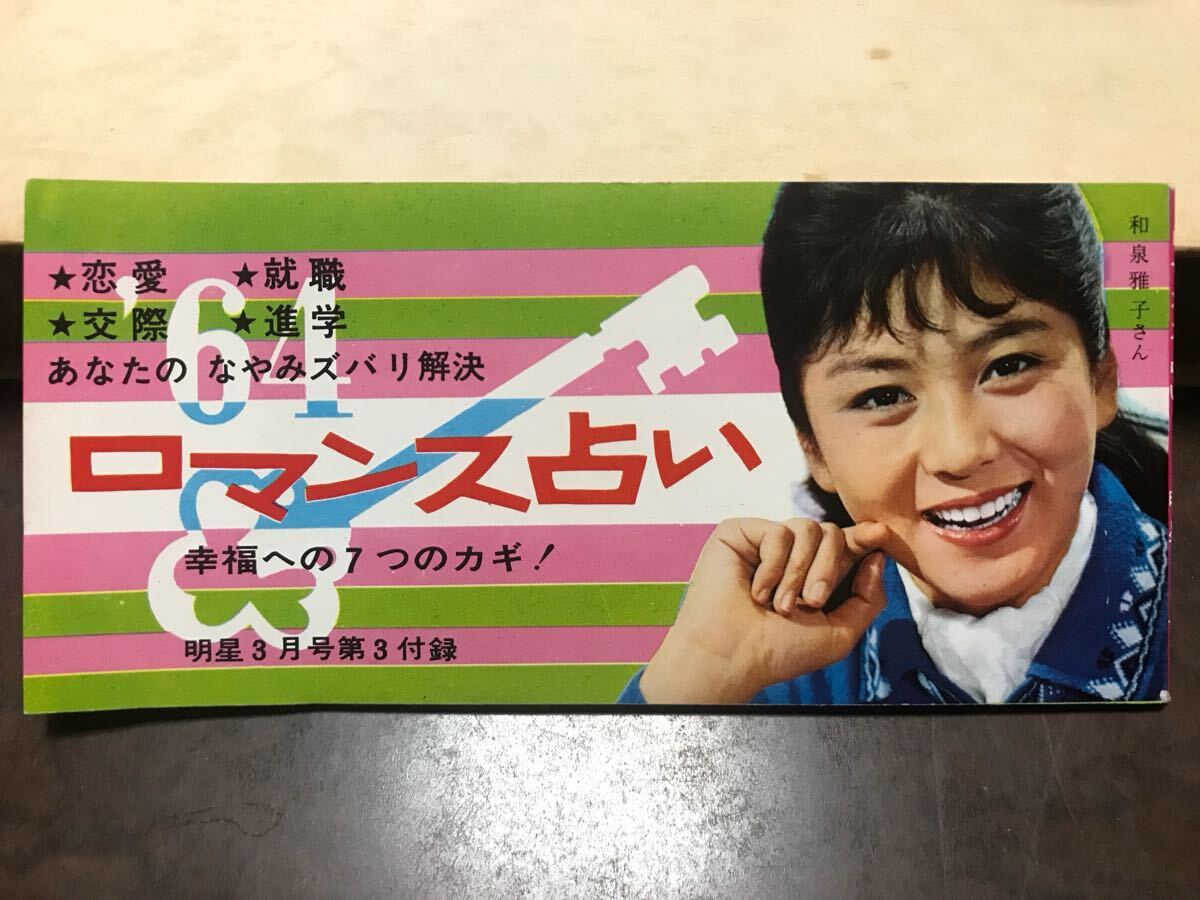 '64
★恋愛 ★就職
★交際 ★進学
あなたの なやみズバリ解決
ロマンス占い
幸福への7つのカギ!
明星3月号第3付録
和泉雅子さん